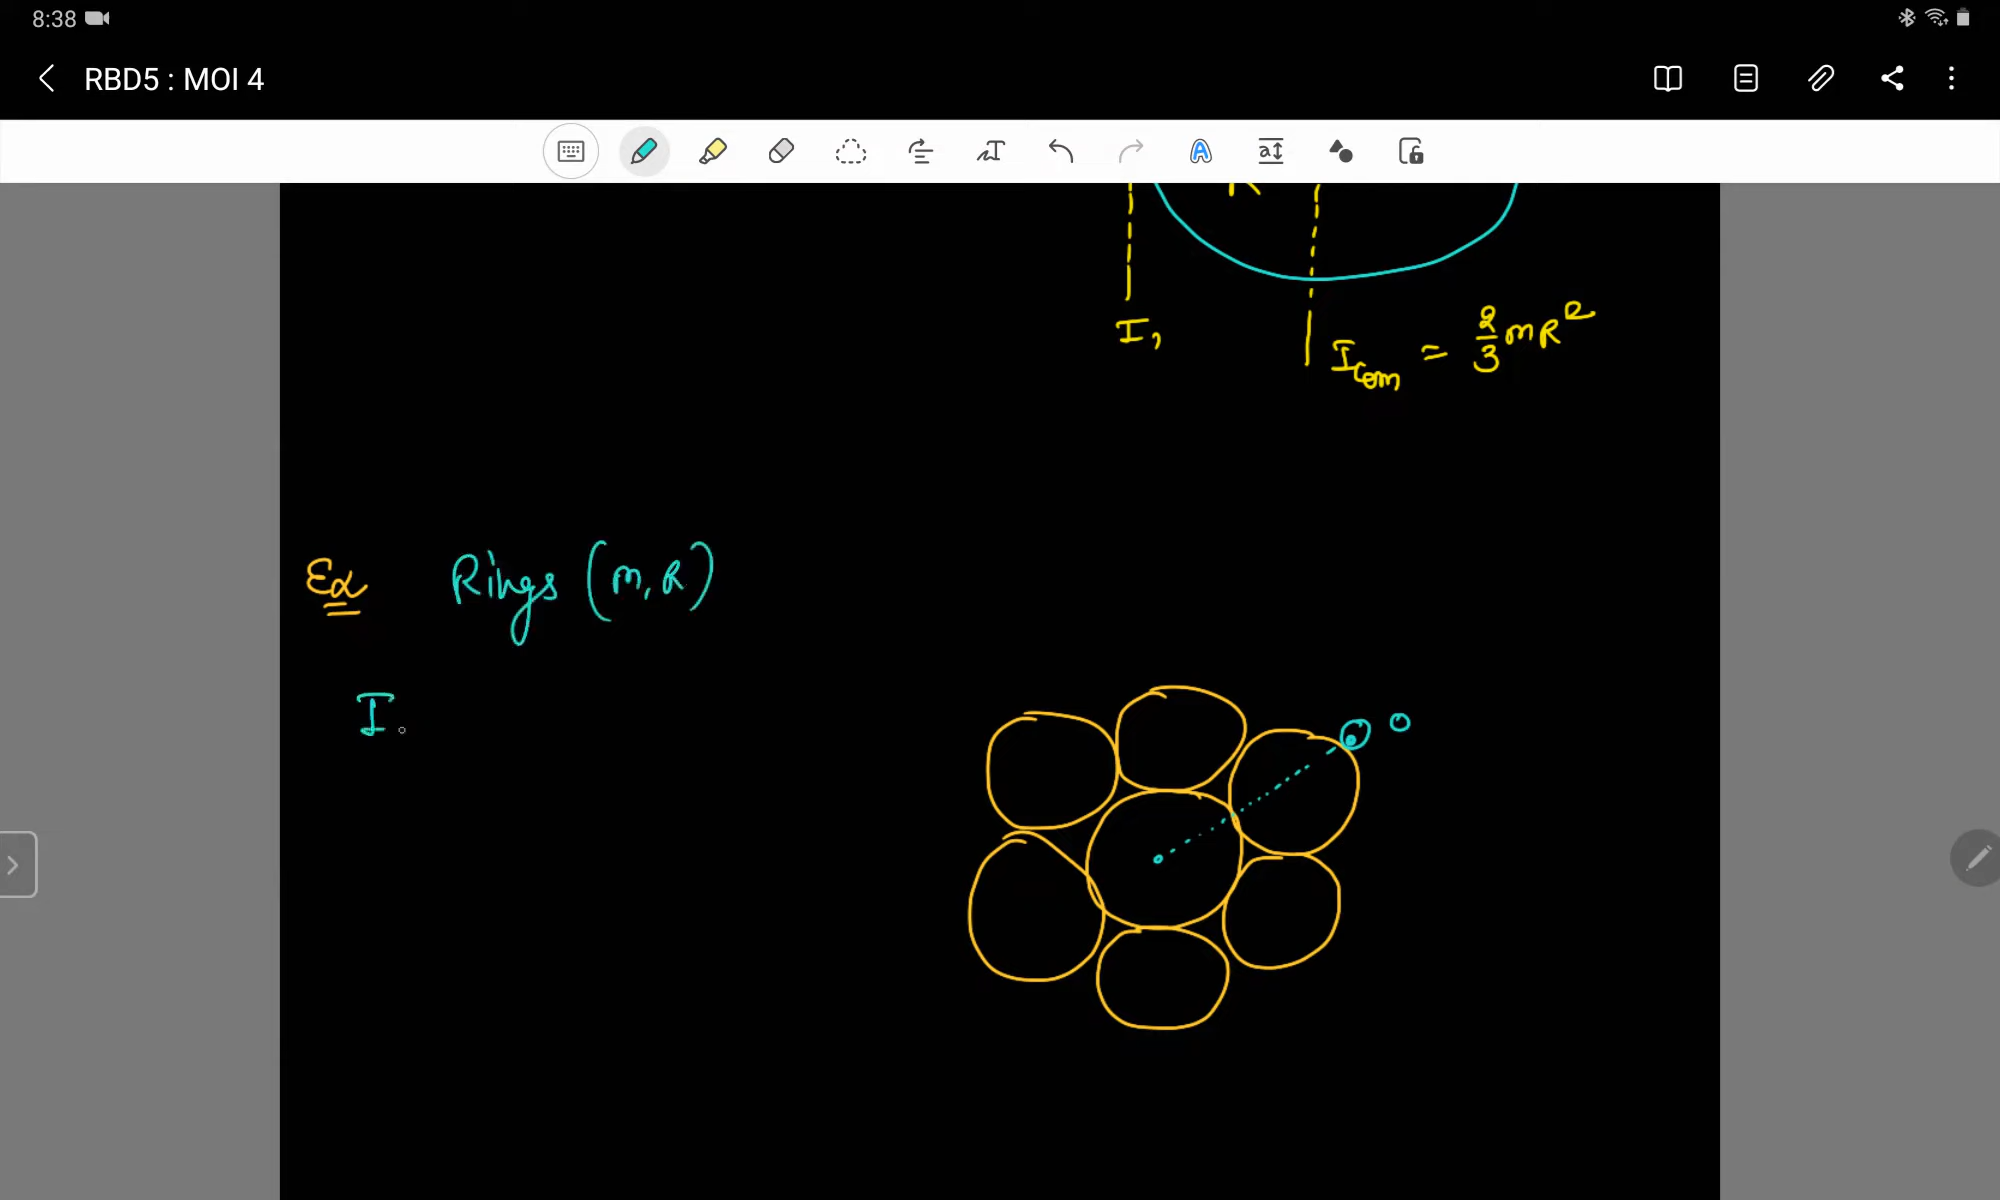 8:38
RBD5 : MOI 4
R
I,
Icom = 2/3 mR²
Ex Rings (m, R)
O
I